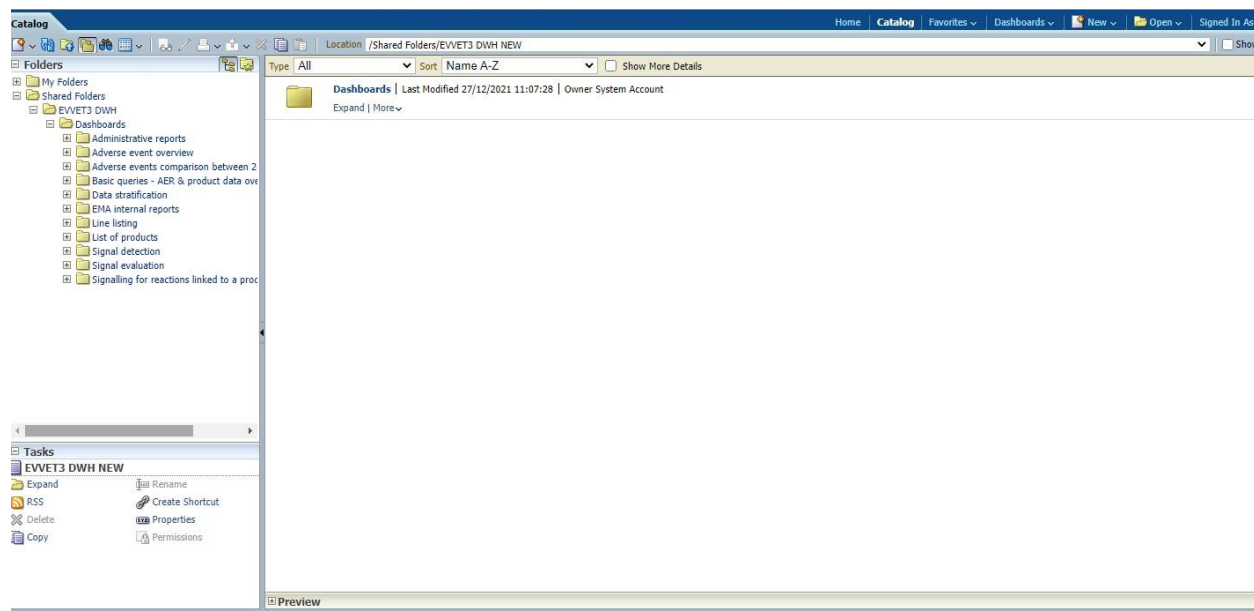 Catalog
Home Catalog Favorites Dashboards New Open Signed In As
Location /Shared Folders/EVVET3 DWH NEW Show
Folders
Type All Sort Name A-Z Show More Details
My Folders
Shared Folders
EVVET3 DWH
Dashboards
Administrative reports
Adverse event overview
Adverse events comparison between 2
Basic queries - AER & product data ove
Data stratification
EMA internal reports
Line listing
List of products
Signal detection
Signal evaluation
Signalling for reactions linked to a proc
Dashboards | Last Modified 27/12/2021 11:07:28 | Owner System Account
Expand | More
Tasks
EVVET3 DWH NEW
Expand Rename
RSS Create Shortcut
Delete Properties
Copy Permissions
Preview